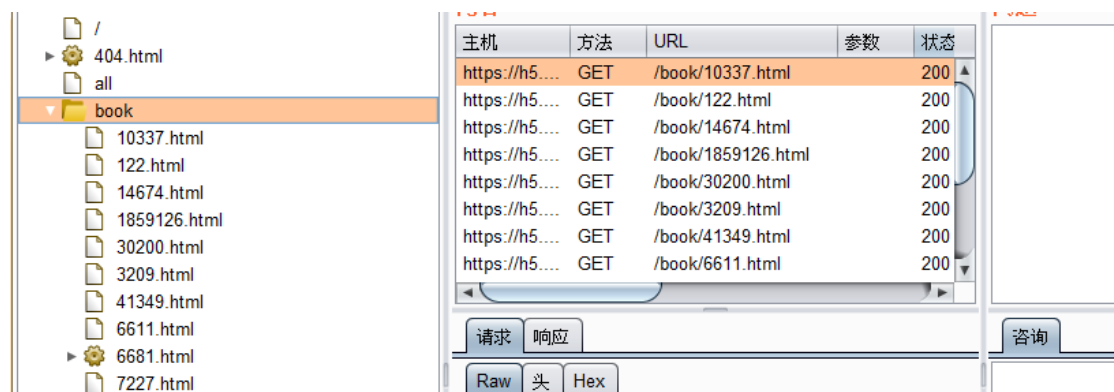 /
404.html
all
book
10337.html
122.html
14674.html
1859126.html
30200.html
3209.html
41349.html
6611.html
6681.html
7227.html
主机 方法 URL 参数 状态
https://h5.... GET /book/10337.html 200
https://h5.... GET /book/122.html 200
https://h5.... GET /book/14674.html 200
https://h5.... GET /book/1859126.html 200
https://h5.... GET /book/30200.html 200
https://h5.... GET /book/3209.html 200
https://h5.... GET /book/41349.html 200
https://h5.... GET /book/6611.html 200
请求 响应
Raw 头 Hex
咨询